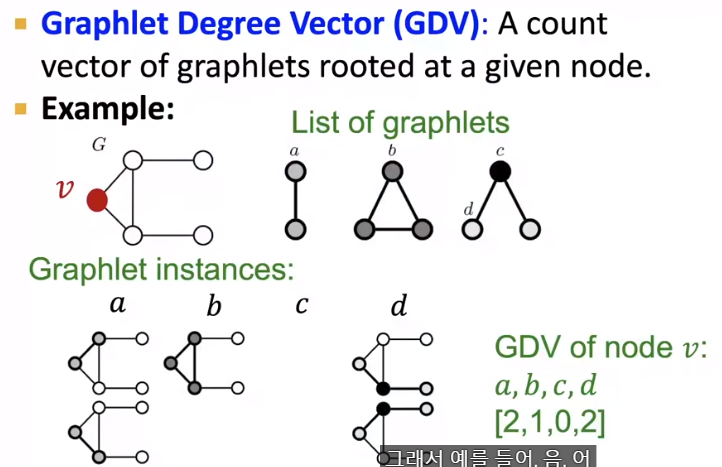 Graphlet Degree Vector (GDV): A count
vector of graphlets rooted at a given node.
Example:
List of graphlets
G
v
a
b
c
d
Graphlet instances:
a b c d
GDV of node v:
a, b, c, d
[2,1,0,2]
그래서 예를 들어, 음, 어